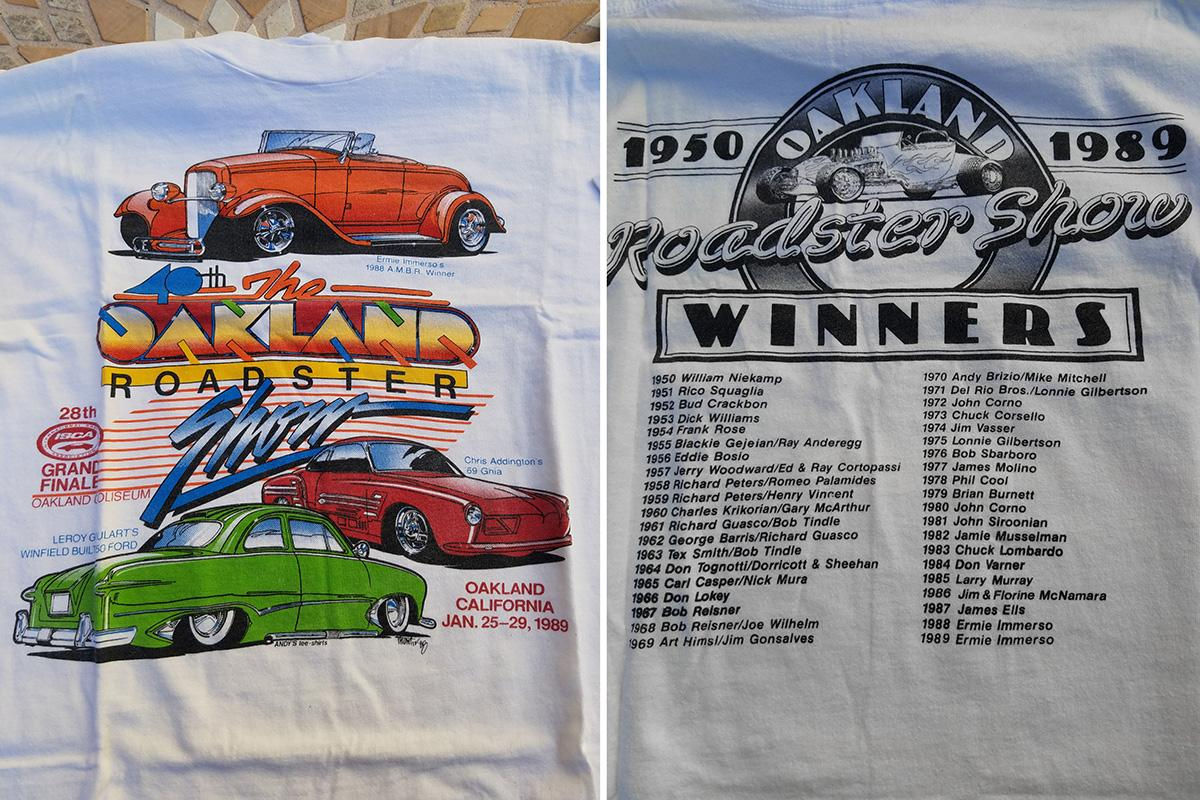 Ermie Immerso's
1988 A.M.B.R. Winner
40th The
OAKLAND
ROADSTER
Show
28th
ISCA
GRAND
FINALE
OAKLAND COLISEUM
Chris Addington's
69 Ghia
LEROY GULART'S
WINFIELD BUILT 50 FORD
OAKLAND
CALIFORNIA
JAN. 25–29, 1989
ANDY'S tee-shirts
1950 OAKLAND 1989
Roadster Show
WINNERS
1950 William Niekamp
1951 Rico Squaglia
1952 Bud Crackbon
1953 Dick Williams
1954 Frank Rose
1955 Blackie Gejeian/Ray Anderegg
1956 Eddie Bosio
1957 Jerry Woodward/Ed & Ray Cortopassi
1958 Richard Peters/Romeo Palamides
1959 Richard Peters/Henry Vincent
1960 Charles Krikorian/Gary McArthur
1961 Richard Guasco/Bob Tindle
1962 George Barris/Richard Guasco
1963 Tex Smith/Bob Tindle
1964 Don Tognotti/Dorricott & Sheehan
1965 Carl Casper/Nick Mura
1966 Don Lokey
1967 Bob Reisner
1968 Bob Reisner/Joe Wilhelm
1969 Art Himsl/Jim Gonsalves
1970 Andy Brizio/Mike Mitchell
1971 Del Rio Bros./Lonnie Gilbertson
1972 John Corno
1973 Chuck Corsello
1974 Jim Vasser
1975 Lonnie Gilbertson
1976 Bob Sbarboro
1977 James Molino
1978 Phil Cool
1979 Brian Burnett
1980 John Corno
1981 John Siroonian
1982 Jamie Musselman
1983 Chuck Lombardo
1984 Don Varner
1985 Larry Murray
1986 Jim & Florine McNamara
1987 James Ells
1988 Ermie Immerso
1989 Ermie Immerso